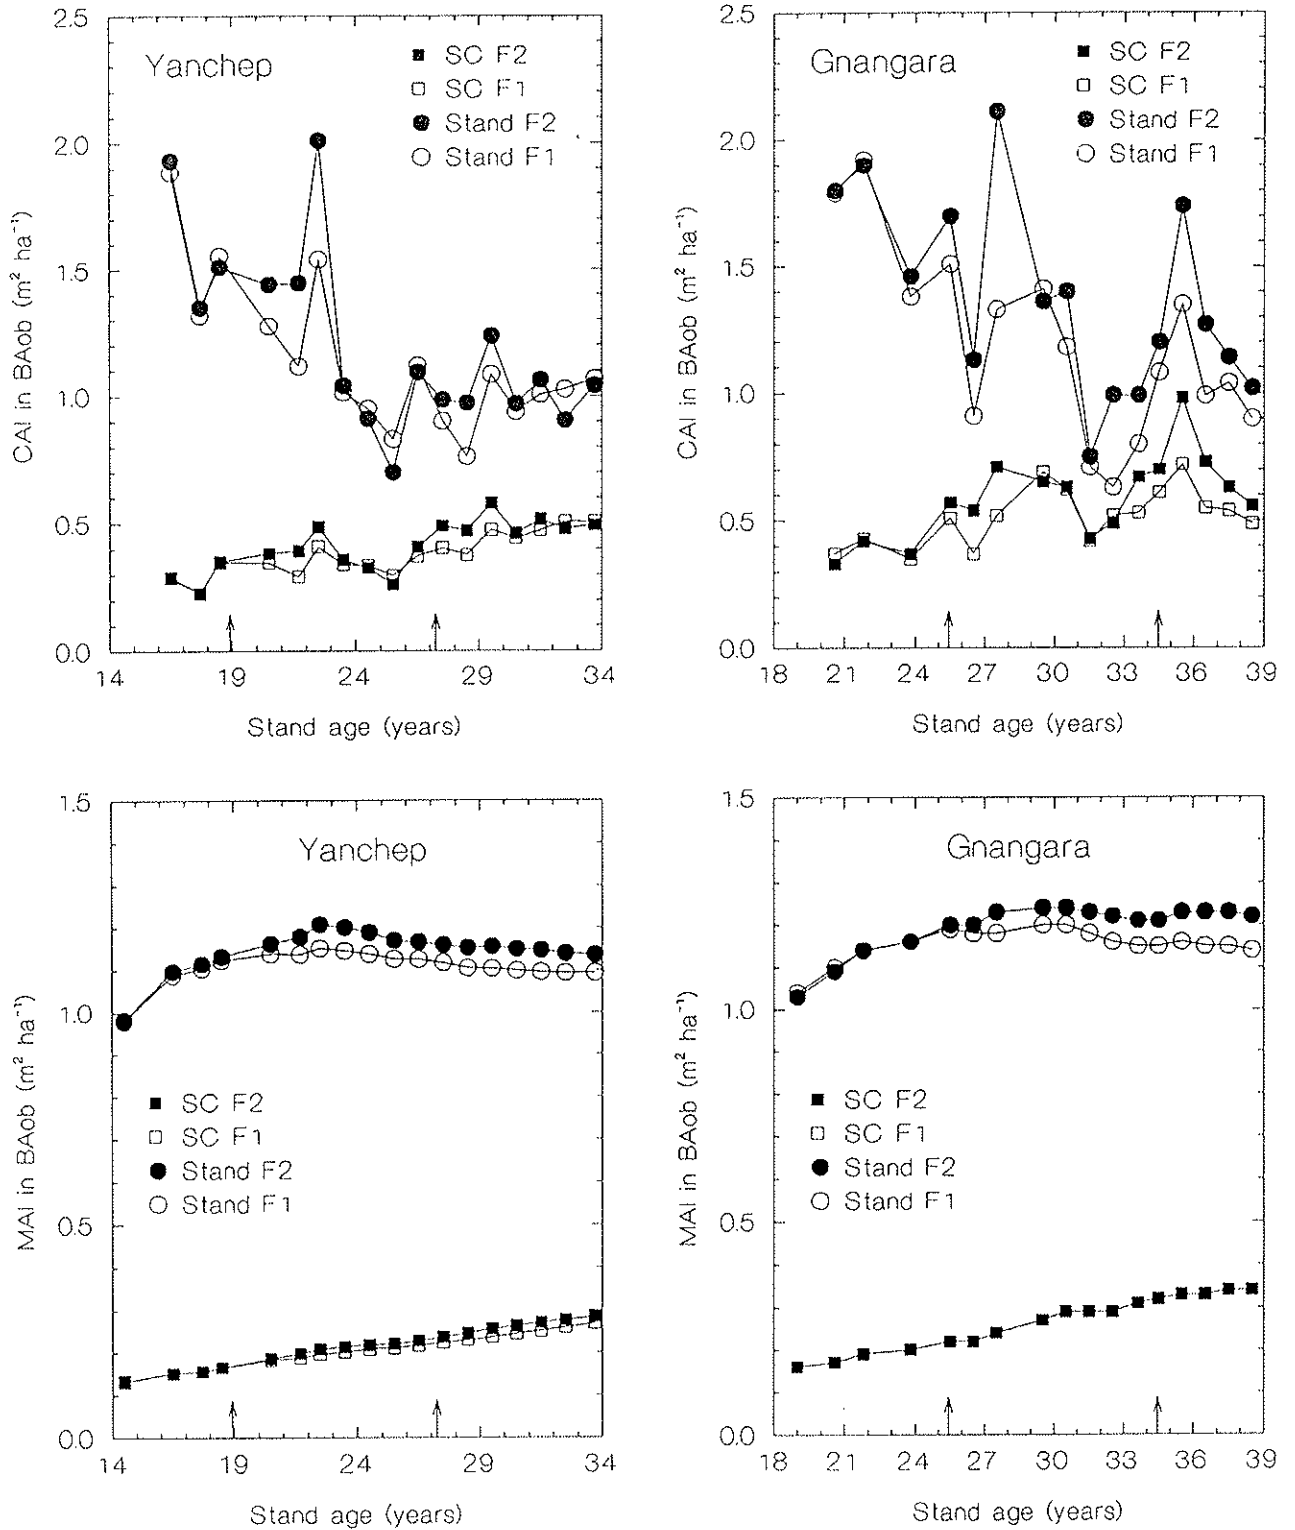 Yanchep
SC F2
SC F1
Stand F2
Stand F1
2.5
2.0
1.5
1.0
0.5
0.0
CAI in BAob (m² ha⁻¹)
14 19 24 29 34
Stand age (years)
Gnangara
SC F2
SC F1
Stand F2
Stand F1
2.5
2.0
1.5
1.0
0.5
0.0
CAI in BAob (m² ha⁻¹)
18 21 24 27 30 33 36 39
Stand age (years)
Yanchep
SC F2
SC F1
Stand F2
Stand F1
1.5
1.0
0.5
0.0
MAI in BAob (m² ha⁻¹)
14 19 24 29 34
Stand age (years)
Gnangara
SC F2
SC F1
Stand F2
Stand F1
1.5
1.0
0.5
0.0
MAI in BAob (m² ha⁻¹)
18 21 24 27 30 33 36 39
Stand age (years)